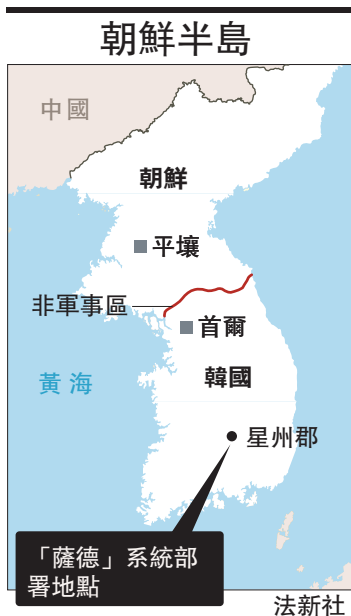 朝鮮半島
中國
朝鮮
平壤
非軍事區
首爾
韓國
黃海
星州郡
「薩德」系統部
署地點
法新社